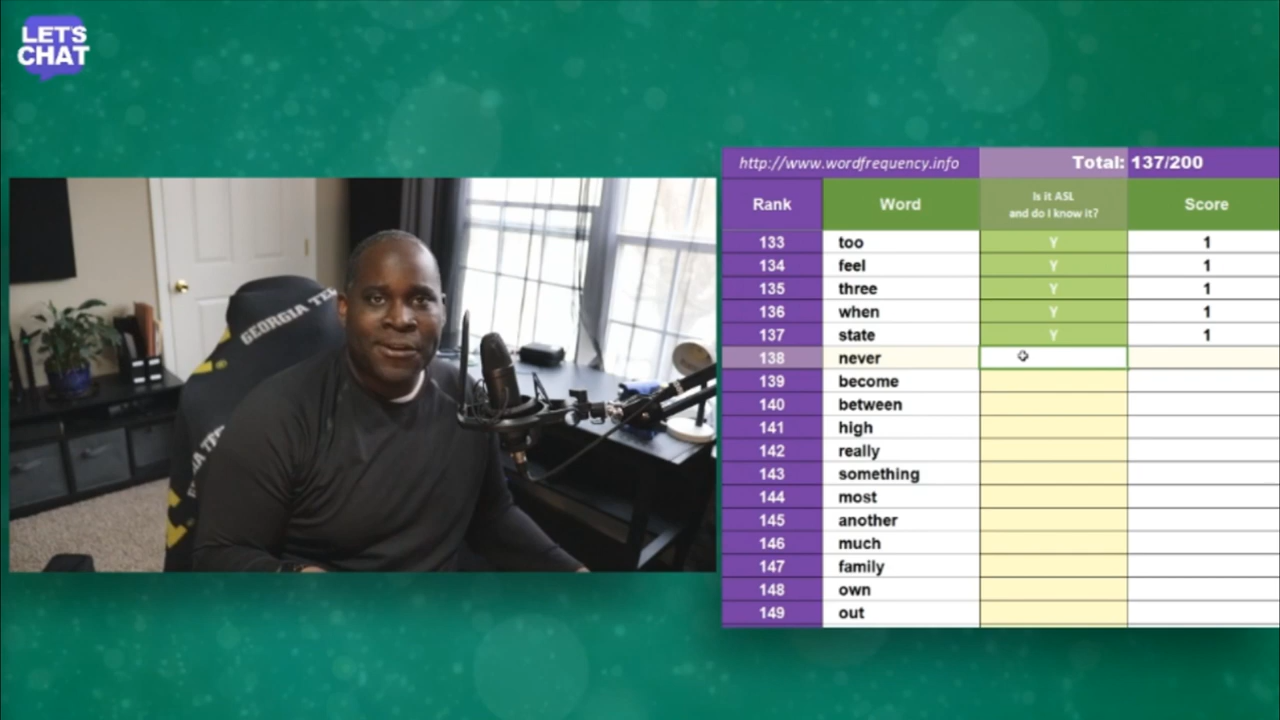 LET'S
CHAT
GEORGIA TE
http://www.wordfrequency.info Total: 137/200
Rank Word Is it ASL and do I know it? Score
133 too Y 1
134 feel Y 1
135 three Y 1
136 when Y 1
137 state Y 1
138 never
139 become
140 between
141 high
142 really
143 something
144 most
145 another
146 much
147 family
148 own
149 out